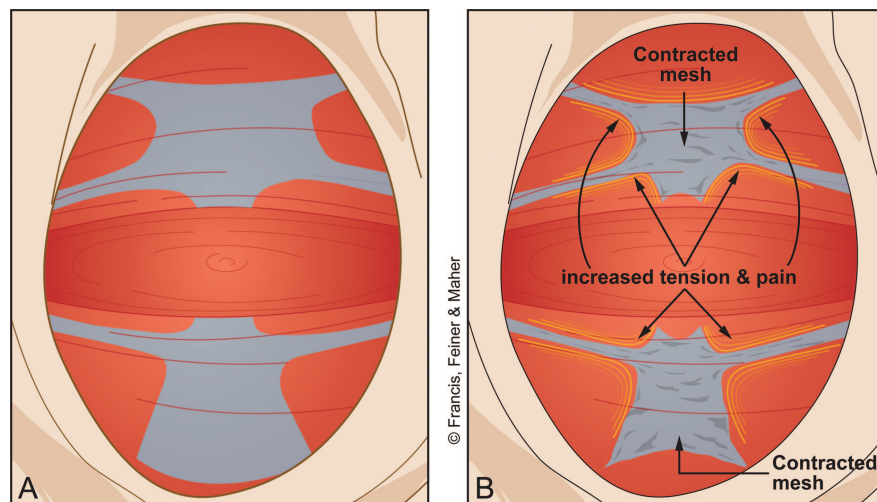 Contracted
mesh
increased tension & pain
Contracted
mesh
A
B
© Francis, Feiner & Maher